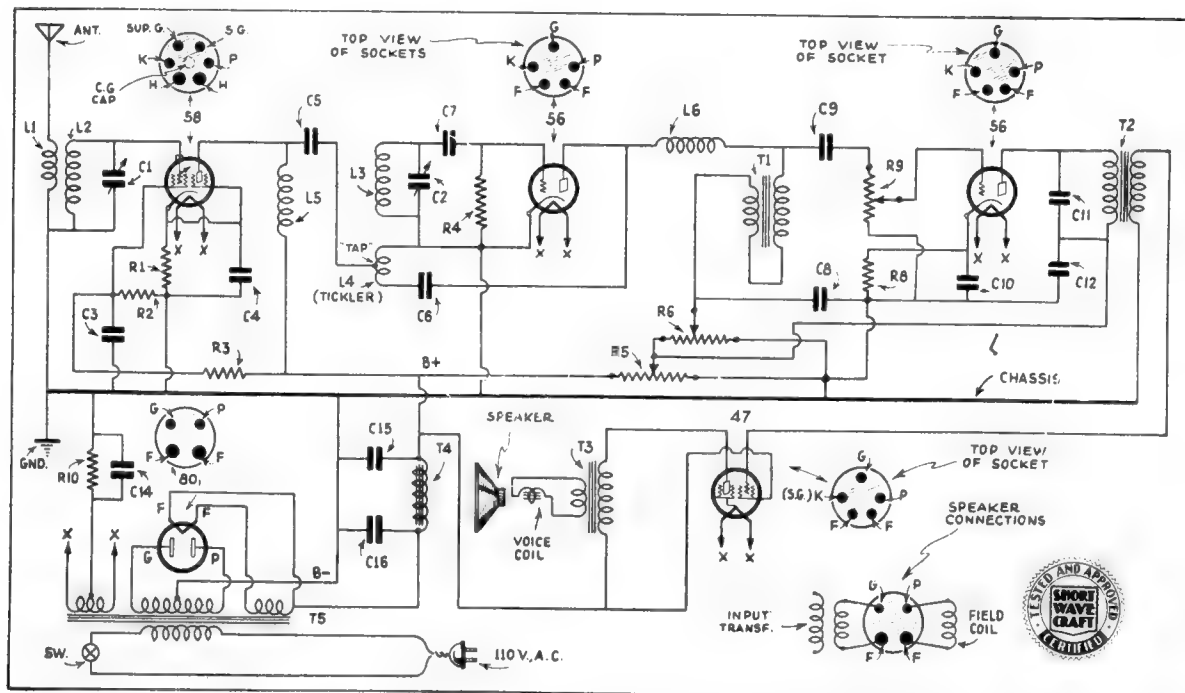 ANT.
SUP. G.
S.G.
K
P
C.G.
CAP
H
H
58
TOP VIEW
OF SOCKETS
G
K
P
F
F
56
TOP VIEW
OF SOCKET
G
K
P
F
F
56
L1
L2
C1
C5
L5
C7
L3
C2
R4
L6
T1
C9
R9
T2
C11
R1
R2
C3
C4
R3
"TAP"
L4
(TICKLER)
C6
X X
X X
X X
C8
R8
C10
C12
R6
R5
B+
CHASSIS
GND.
R10
C14
G
P
F
F
80
F
F
G
P
X
X
B-
T5
C15
C16
T4
SPEAKER
VOICE
COIL
T3
47
X X
TOP VIEW
OF SOCKET
G
(S.G.) K
P
F
F
SPEAKER
CONNECTIONS
G
P
F
F
INPUT
TRANSF.
FIELD
COIL
SW.
110 V., A.C.
TESTED AND APPROVED
SHORT
WAVE
CRAFT
CERTIFIED